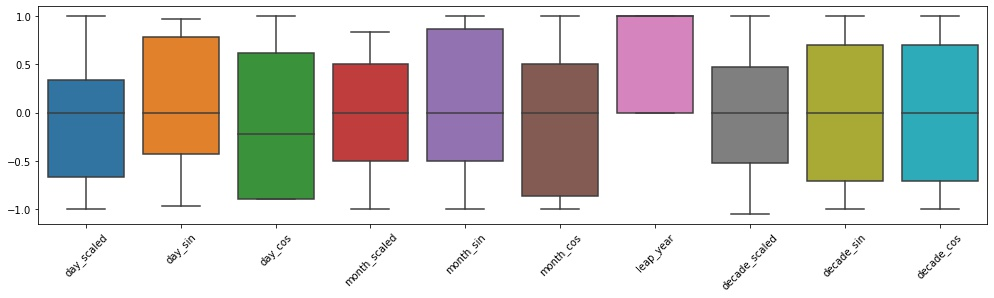 1.0
0.5
0.0
−0.5
−1.0
day_scaled
day_sin
day_cos
month_scaled
month_sin
month_cos
leap_year
decade_scaled
decade_sin
decade_cos